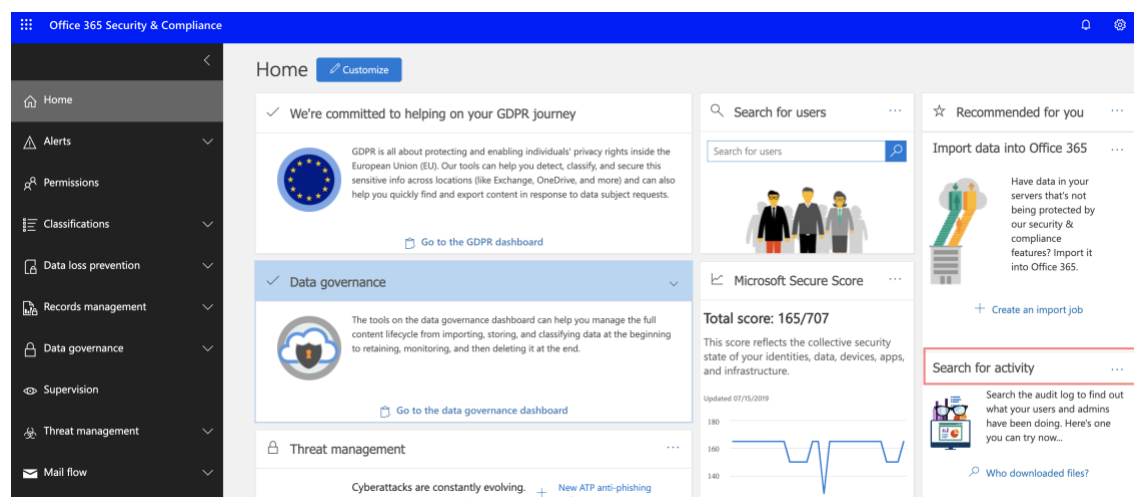 Office 365 Security & Compliance
Home
Alerts
Permissions
Classifications
Data loss prevention
Records management
Data governance
Supervision
Threat management
Mail flow
Home
Customize
We're committed to helping on your GDPR journey
GDPR is all about protecting and enabling individuals' privacy rights inside the
European Union (EU). Our tools can help you detect, classify, and secure this
sensitive info across locations (like Exchange, OneDrive, and more) and can also
help you quickly find and export content in response to data subject requests.
Go to the GDPR dashboard
Data governance
The tools on the data governance dashboard can help you manage the full
content lifecycle from importing, storing, and classifying data at the beginning
to retaining, monitoring, and then deleting it at the end.
Go to the data governance dashboard
Threat management
Cyberattacks are constantly evolving.
New ATP anti-phishing
Search for users
Search for users
Microsoft Secure Score
Total score: 165/707
This score reflects the collective security
state of your identities, data, devices, apps,
and infrastructure.
Updated 07/15/2019
180
160
140
Recommended for you
Import data into Office 365
Have data in your
servers that's not
being protected by
our security &
compliance
features? Import it
into Office 365.
Create an import job
Search for activity
Search the audit log to find out
what your users and admins
have been doing. Here's one
you can try now...
Who downloaded files?